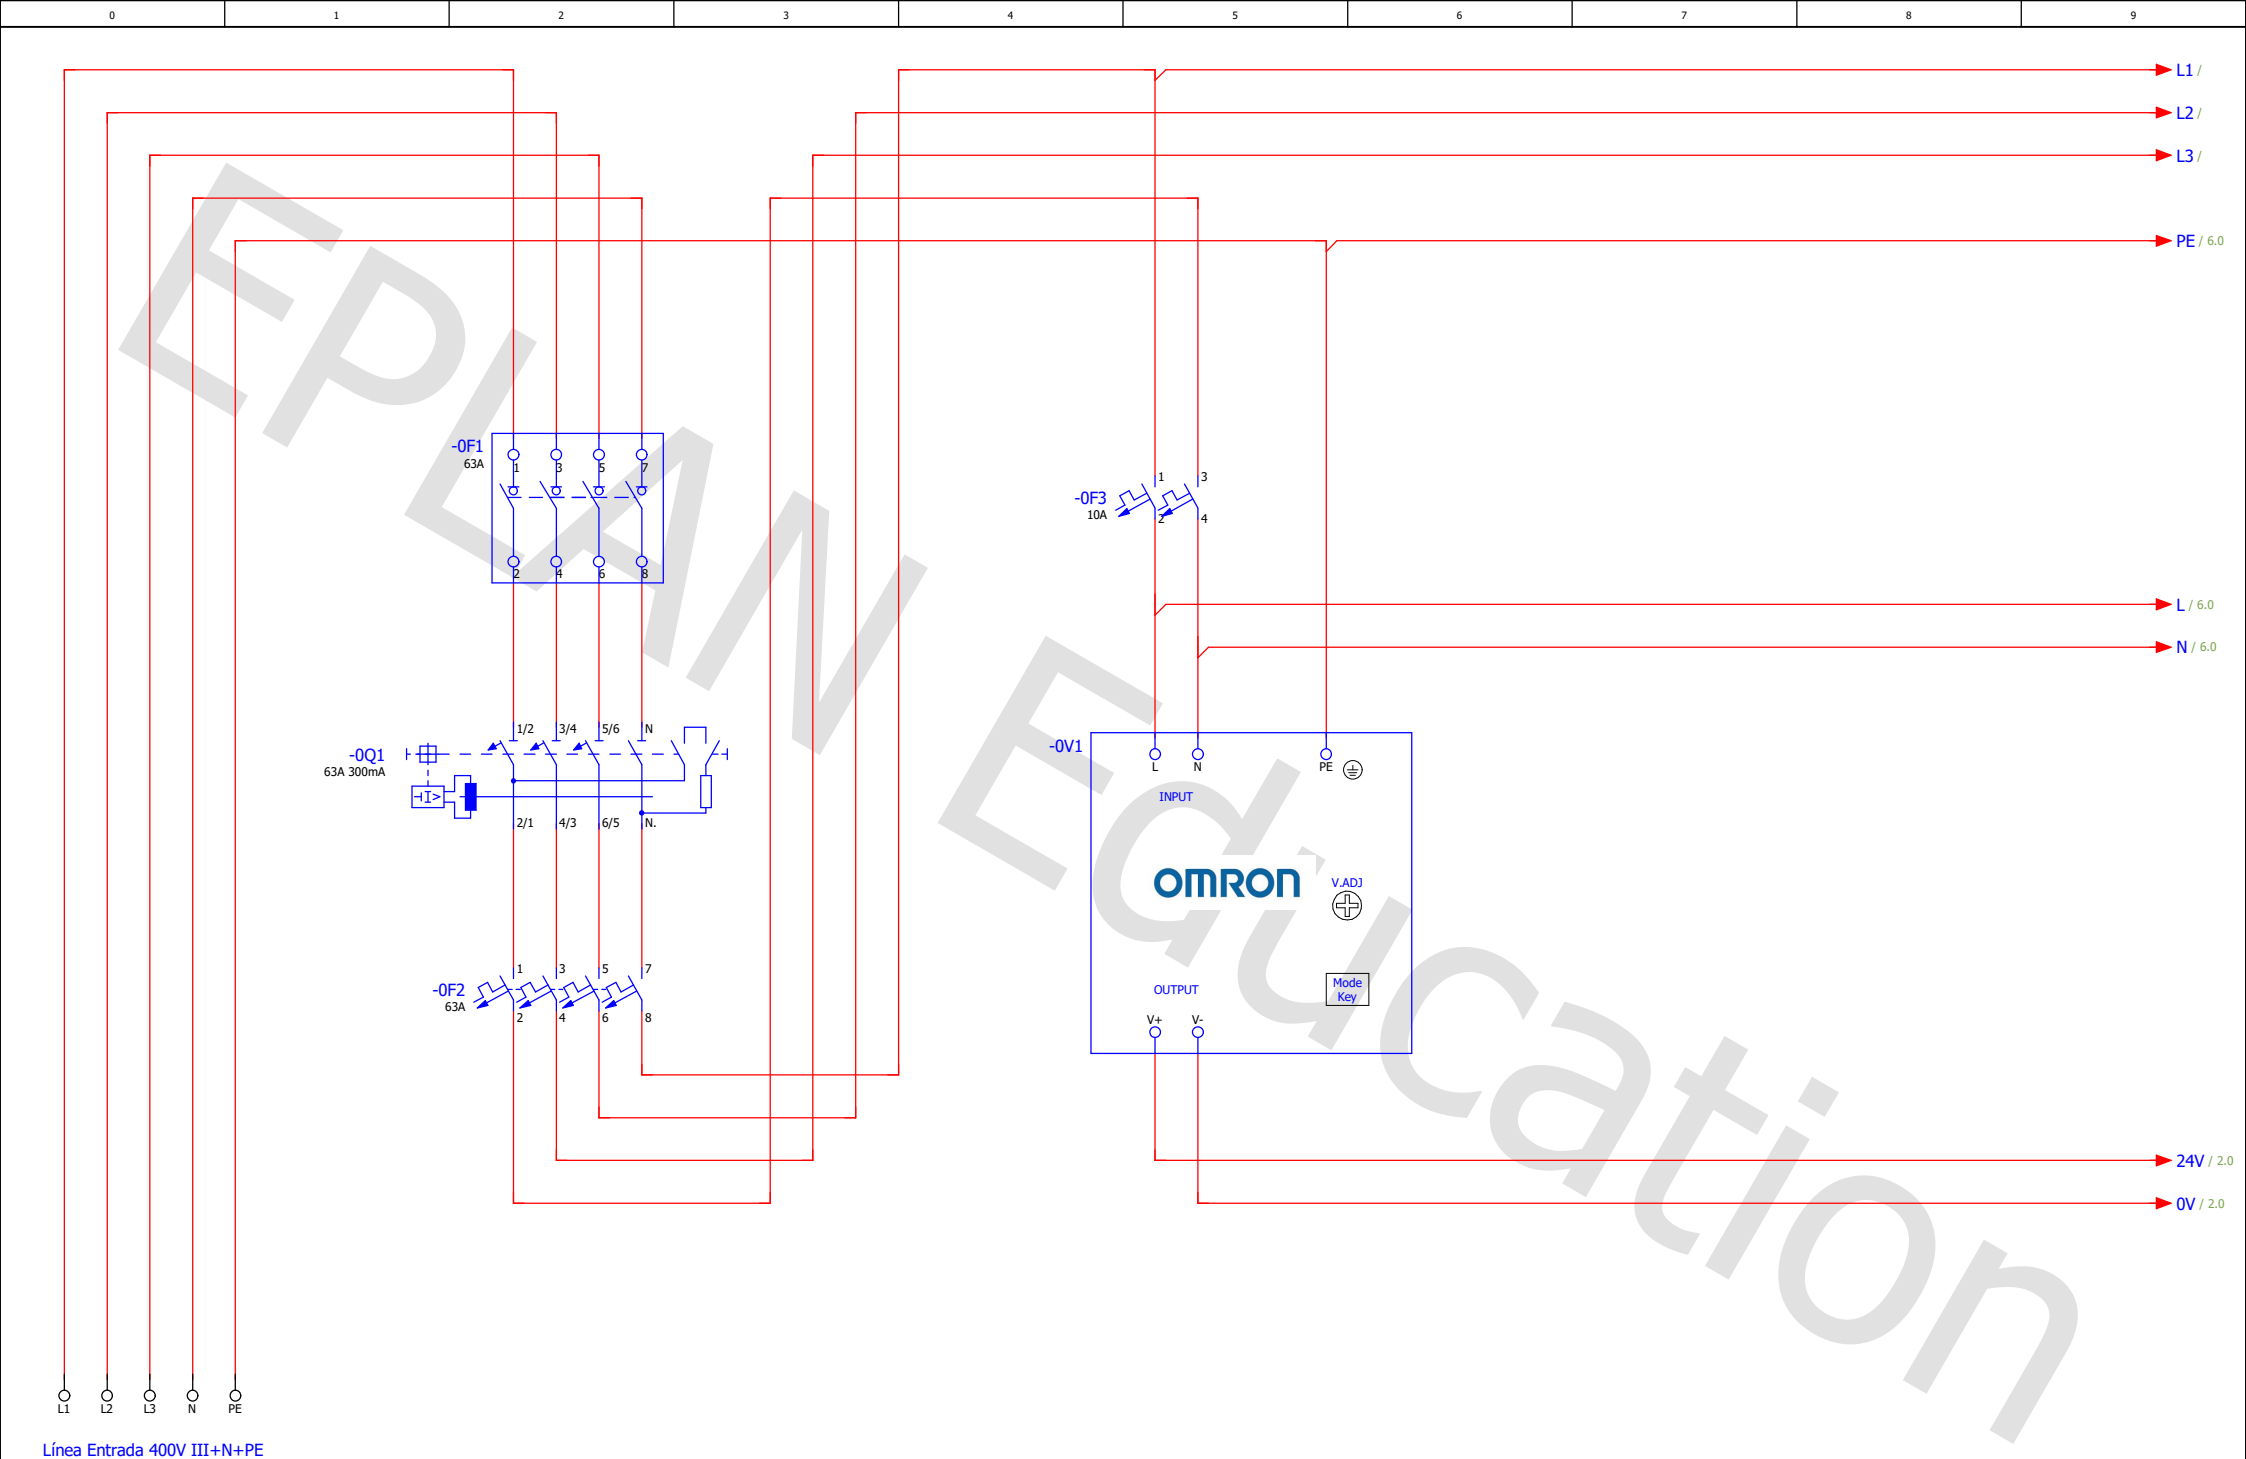 0 1 2 3 4 5 6 7 8 9
L1 /
L2 /
L3 /
PE / 6.0
-0F1
63A
1 3 5 7
2 4 6 8
-0F3
10A
1 3
2 4
L / 6.0
N / 6.0
-0Q1
63A 300mA
1/2 3/4 5/6 N
I>
2/1 4/3 6/5 N.
-0V1
L N PE
INPUT
OMRON
V.ADJ
OUTPUT
Mode
Key
V+ V-
-0F2
63A
1 3 5 7
2 4 6 8
24V / 2.0
0V / 2.0
L1 L2 L3 N PE
Línea Entrada 400V III+N+PE
EPLAN Education